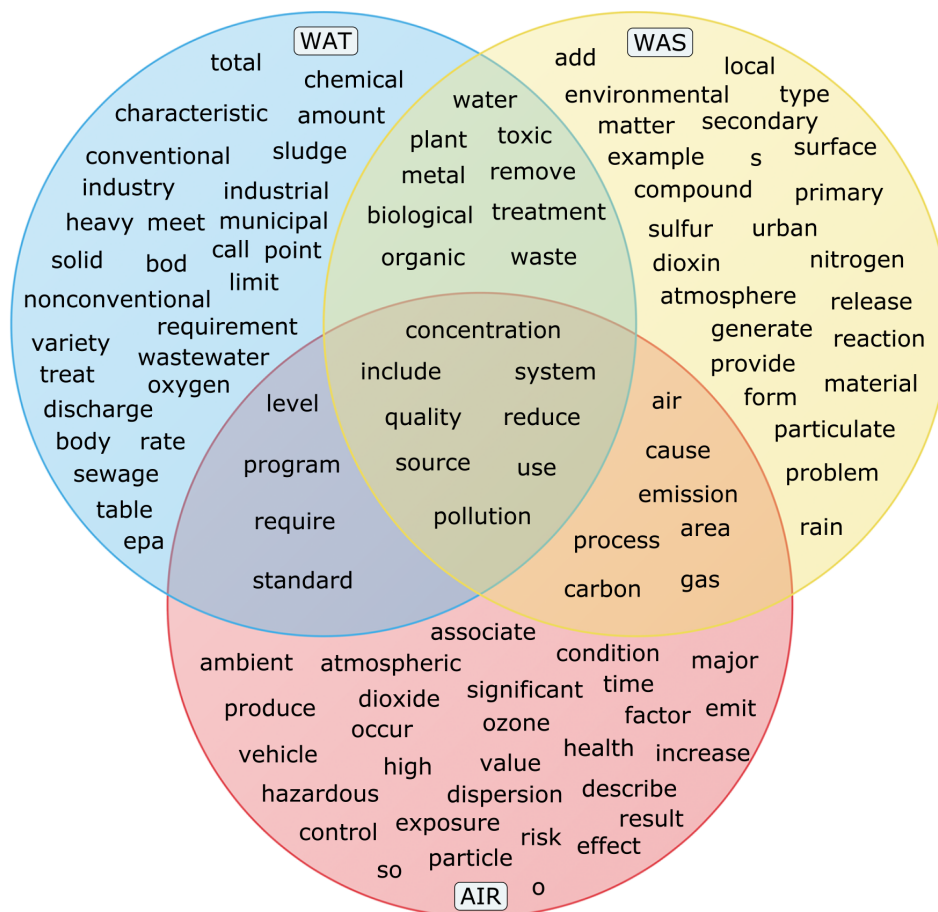 WAT
total
chemical
characteristic
amount
conventional
sludge
industry
industrial
heavy
meet
municipal
call
point
solid
bod
limit
nonconventional
requirement
variety
wastewater
treat
oxygen
discharge
body
rate
sewage
table
epa
water
plant
toxic
metal
remove
biological
treatment
organic
waste
WAS
add
local
environmental
type
matter
secondary
example
s
surface
compound
primary
sulfur
urban
dioxin
nitrogen
atmosphere
release
generate
reaction
provide
material
form
particulate
problem
rain
concentration
include
system
quality
reduce
source
use
pollution
level
program
require
standard
air
cause
emission
area
process
carbon
gas
associate
ambient
atmospheric
condition
major
dioxide
significant
time
produce
occur
ozone
factor
emit
vehicle
high
value
health
increase
hazardous
dispersion
describe
control
exposure
risk
result
effect
so
particle
AIR
o